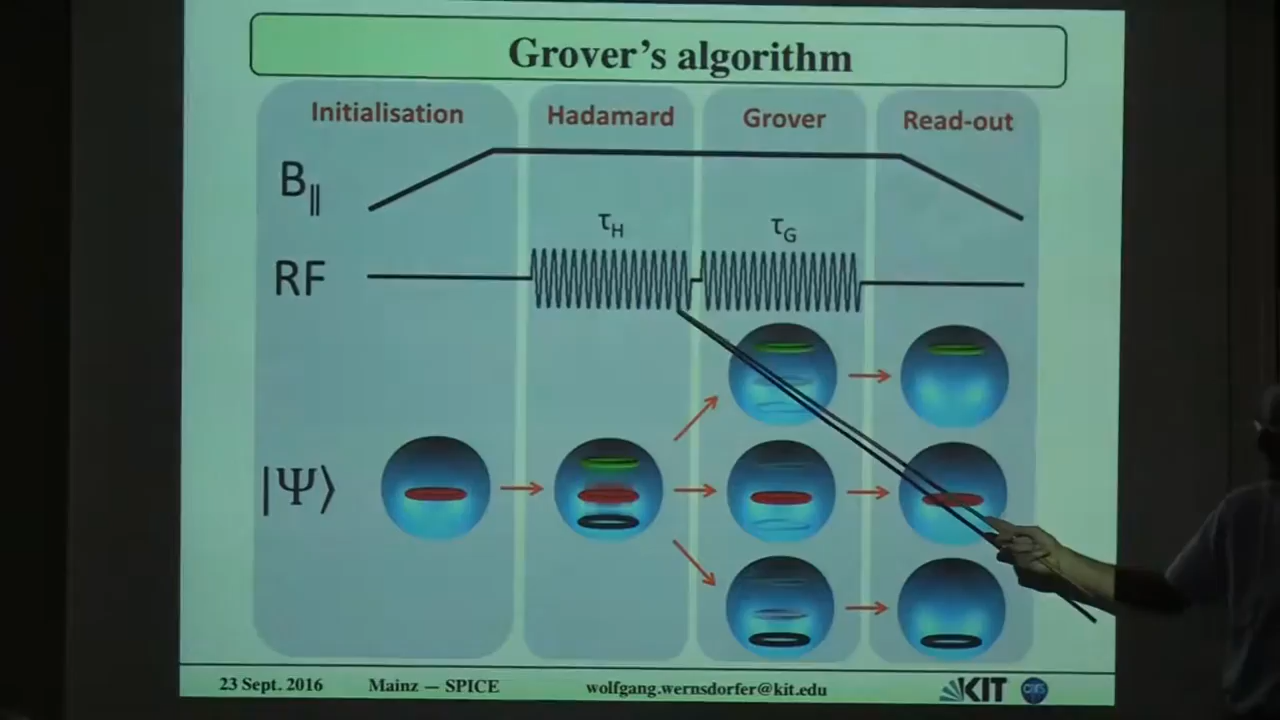 Grover's algorithm
Initialisation
Hadamard
Grover
Read-out
B∥
τH
τG
RF
|Ψ⟩
23 Sept. 2016
Mainz — SPICE
wolfgang.wernsdorfer@kit.edu
KIT